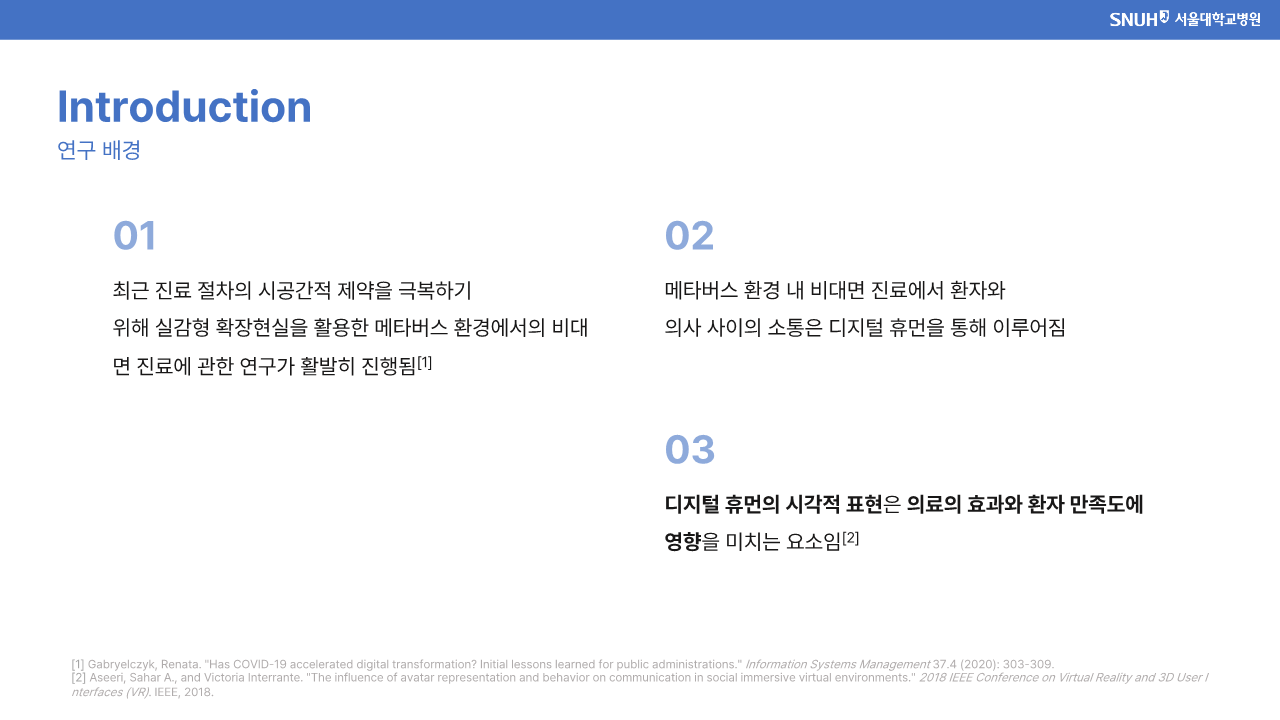 SNUH 서울대학교병원
Introduction
연구 배경
01
최근 진료 절차의 시공간적 제약을 극복하기
위해 실감형 확장현실을 활용한 메타버스 환경에서의 비대
면 진료에 관한 연구가 활발히 진행됨[1]
02
메타버스 환경 내 비대면 진료에서 환자와
의사 사이의 소통은 디지털 휴먼을 통해 이루어짐
03
디지털 휴먼의 시각적 표현은 의료의 효과와 환자 만족도에
영향을 미치는 요소임[2]
[1] Gabryelczyk, Renata. "Has COVID-19 accelerated digital transformation? Initial lessons learned for public administrations." Information Systems Management 37.4 (2020): 303-309.
[2] Aseeri, Sahar A., and Victoria Interrante. "The influence of avatar representation and behavior on communication in social immersive virtual environments." 2018 IEEE Conference on Virtual Reality and 3D User I
nterfaces (VR). IEEE, 2018.